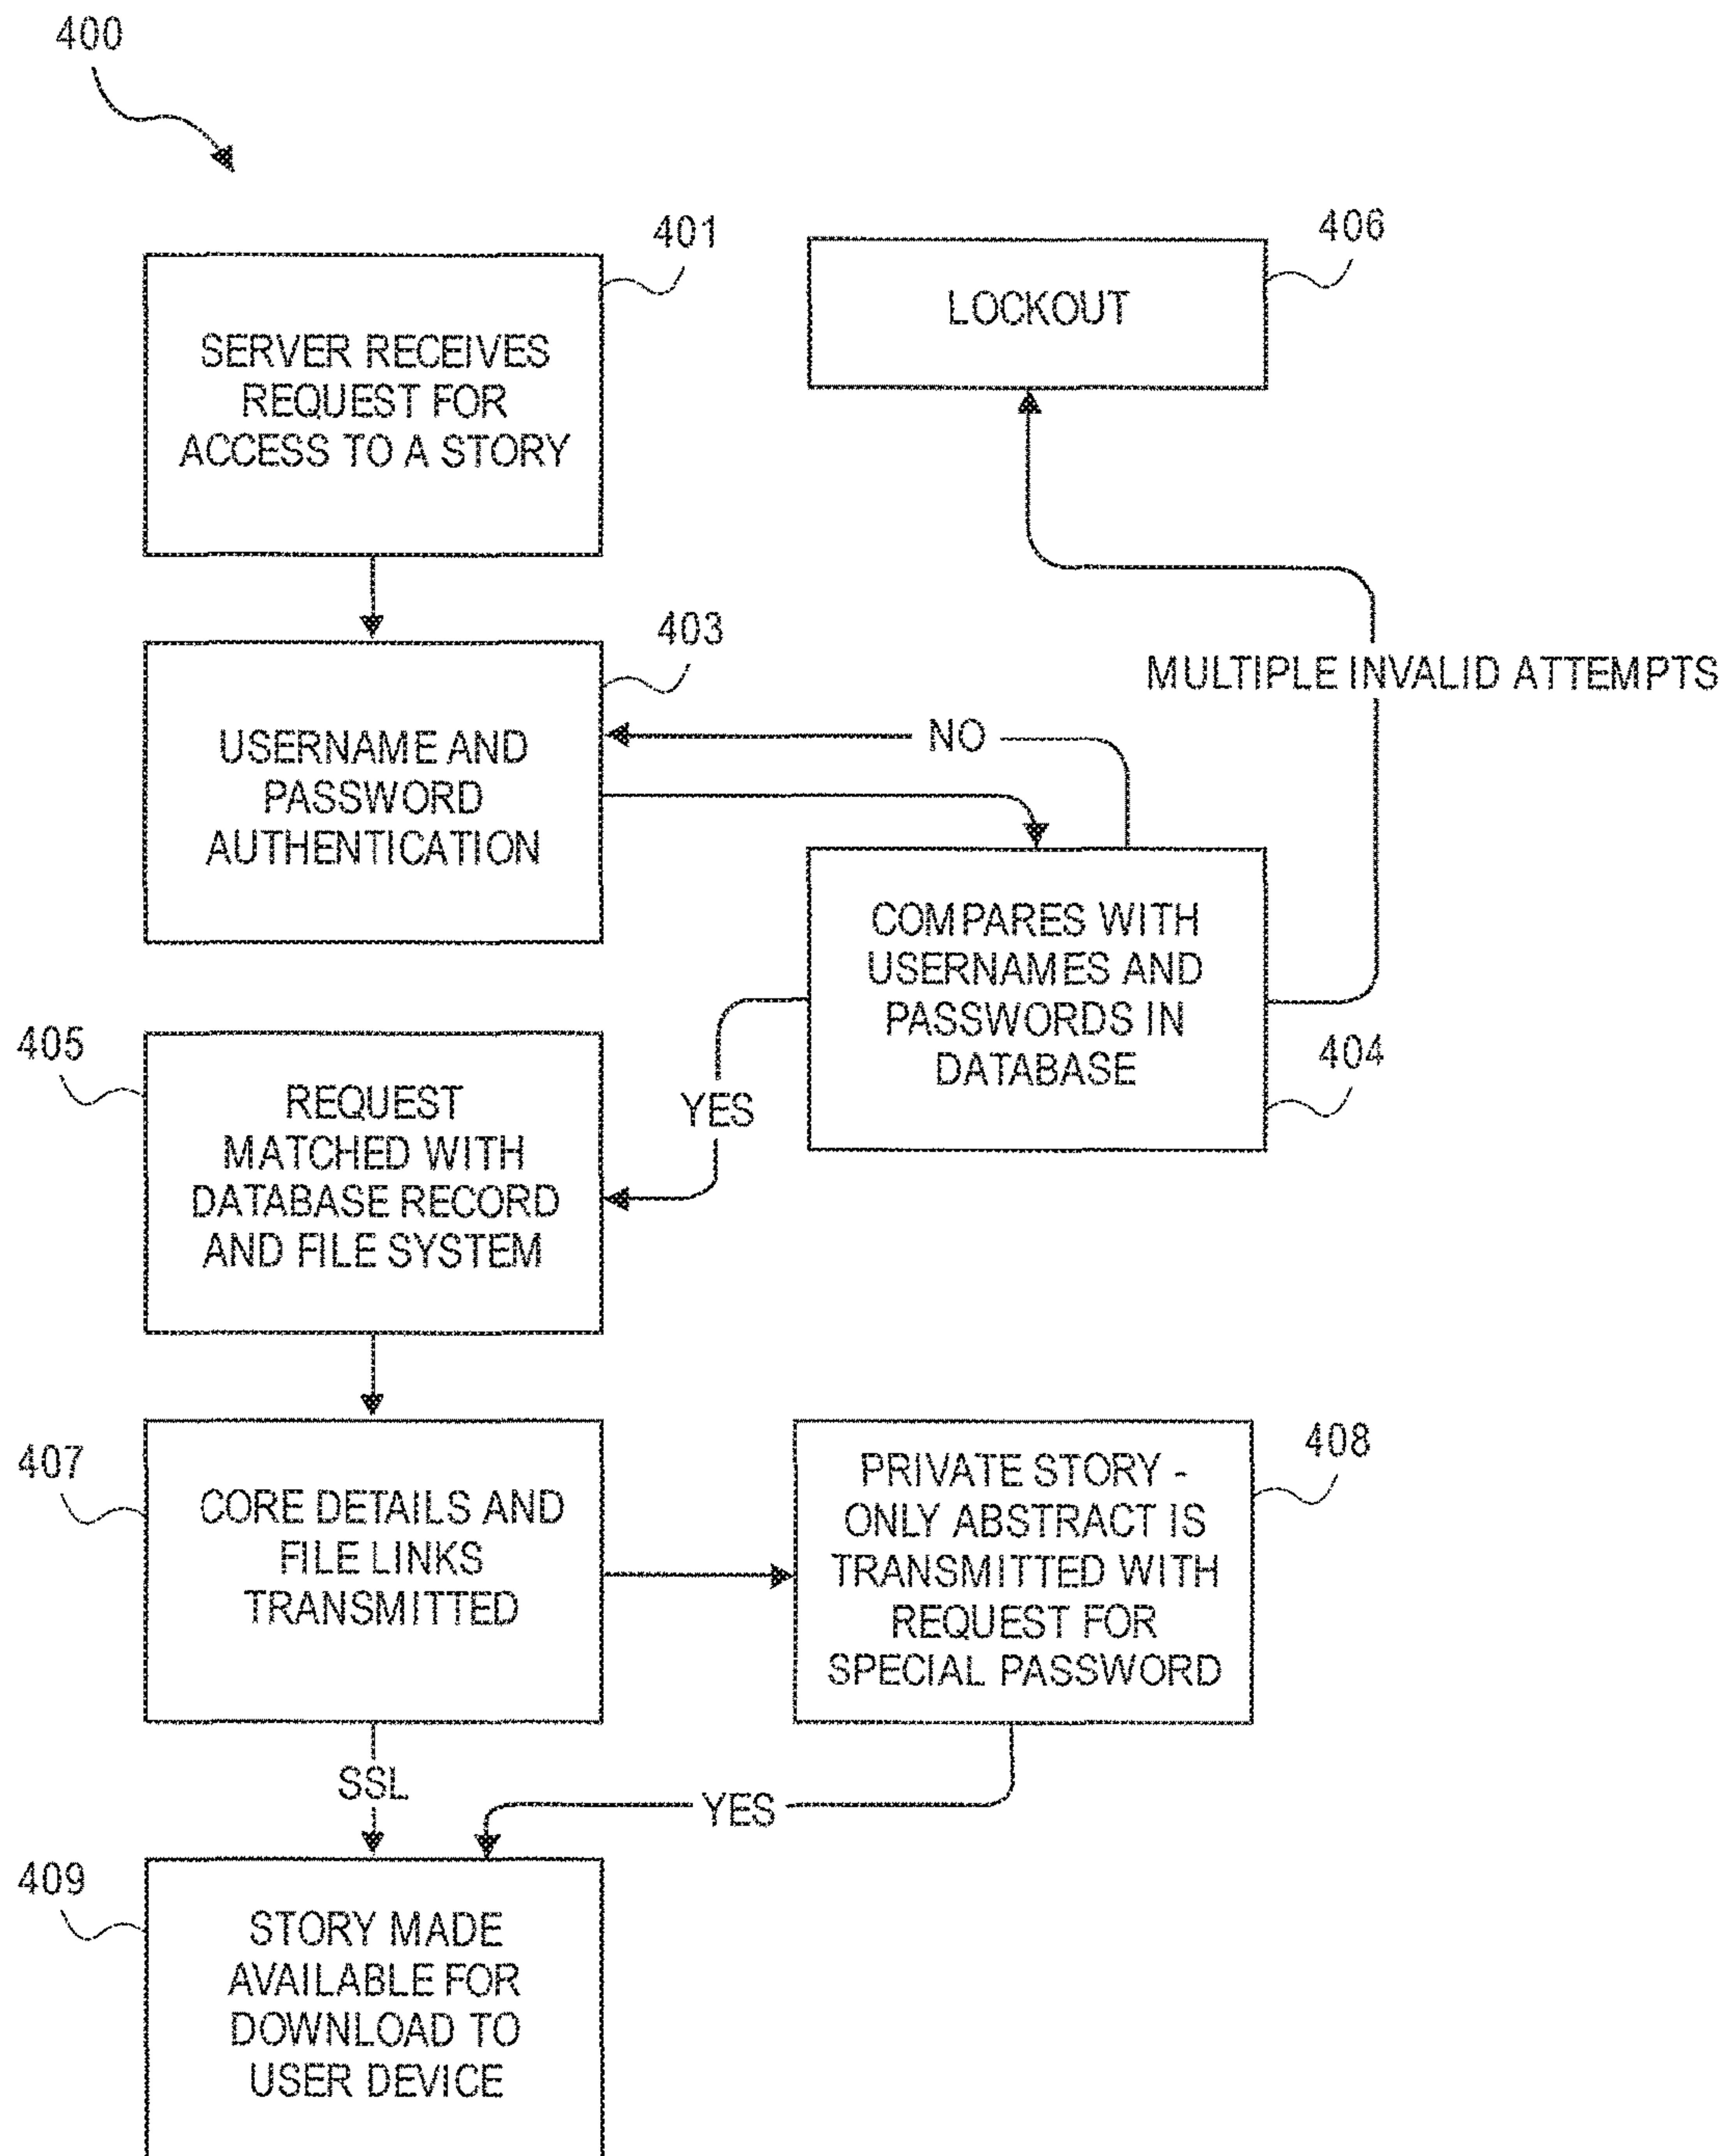 400
401
SERVER RECEIVES
REQUEST FOR
ACCESS TO A STORY
406
LOCKOUT
MULTIPLE INVALID ATTEMPTS
403
USERNAME AND
PASSWORD
AUTHENTICATION
NO
COMPARES WITH
USERNAMES AND
PASSWORDS IN
DATABASE
404
YES
405
REQUEST
MATCHED WITH
DATABASE RECORD
AND FILE SYSTEM
407
CORE DETAILS AND
FILE LINKS
TRANSMITTED
408
PRIVATE STORY -
ONLY ABSTRACT IS
TRANSMITTED WITH
REQUEST FOR
SPECIAL PASSWORD
SSL
YES
409
STORY MADE
AVAILABLE FOR
DOWNLOAD TO
USER DEVICE